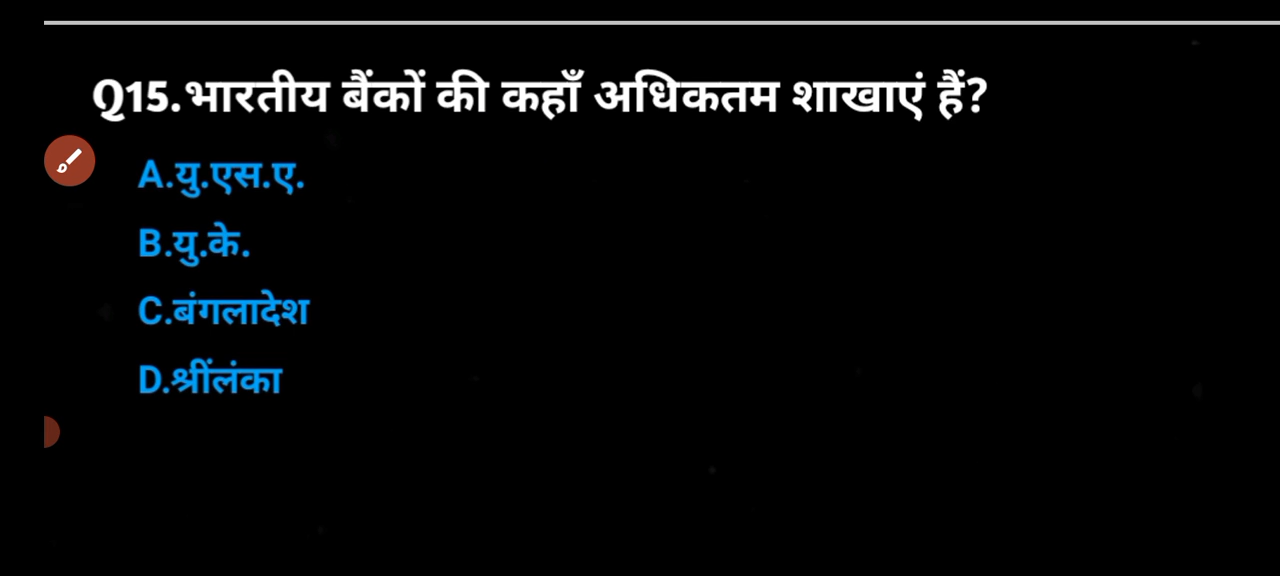 Q15.भारतीय बैंकों की कहाँ अधिकतम शाखाएं हैं?
A.यु.एस.ए.
B.यु.के.
C.बंगलादेश
D.श्रींलंका